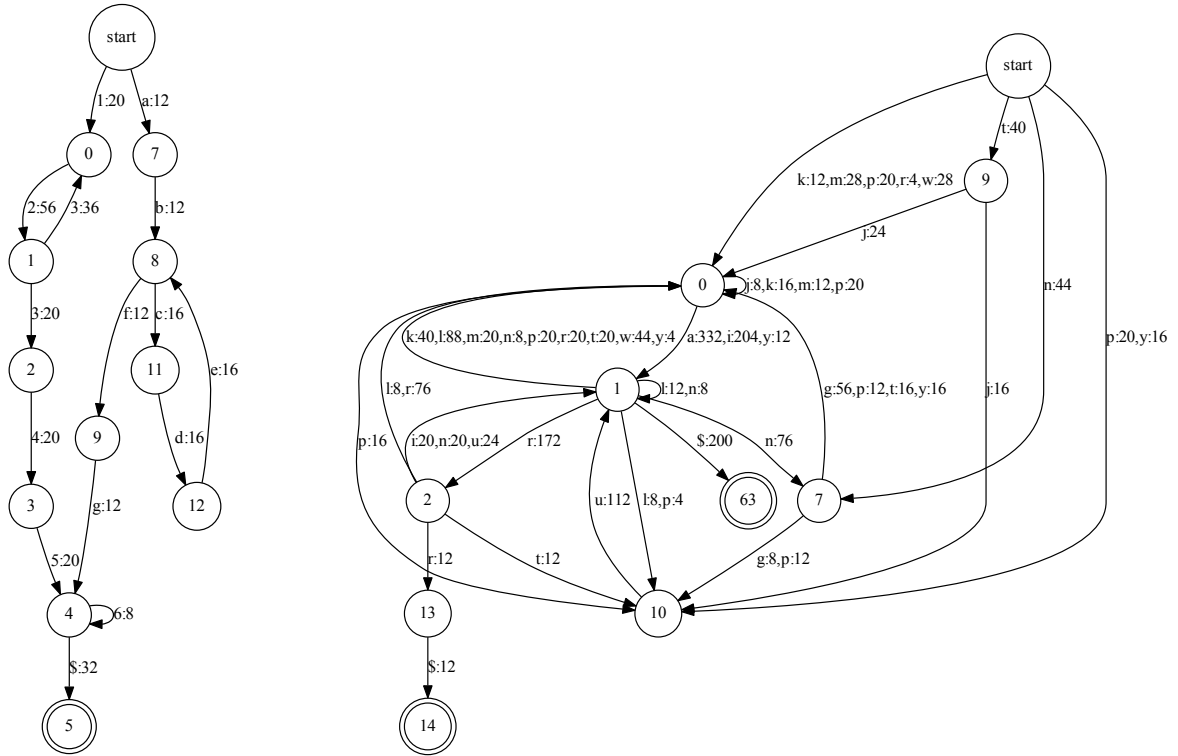 start
1:20
a:12
0
7
2:56
3:36
b:12
1
8
3:20
f:12
c:16
2
11
e:16
4:20
9
d:16
3
12
g:12
5:20
4
6:8
$:32
5
start
t:40
k:12,m:28,p:20,r:4,w:28
9
j:24
0
j:8,k:16,m:12,p:20
n:44
k:40,l:88,m:20,n:8,p:20,r:20,t:20,w:44,y:4
a:332,i:204,y:12
p:20,y:16
1
l:12,n:8
l:8,r:76
g:56,p:12,t:16,y:16
j:16
p:16
i:20,n:20,u:24
r:172
$:200
n:76
2
u:112
l:8,p:4
63
7
r:12
t:12
g:8,p:12
13
10
$:12
14